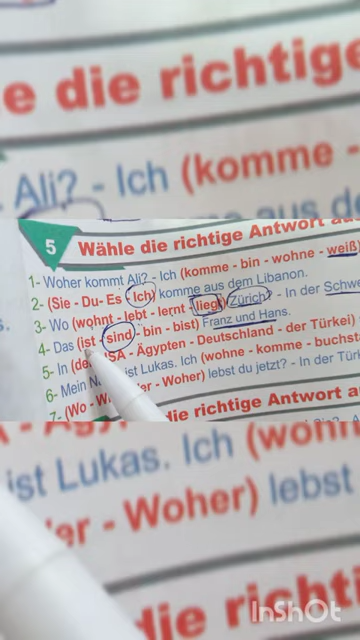 e die richtige
Ali? - Ich (komme -
aus de
5 Wähle die richtige Antwort aus
1- Woher kommt Ali? - Ich (komme - bin - wohne - weiß)
2- (Sie - Du- Es - Ich) komme aus dem Libanon.
3- Wo (wohnt - lebt - lernt - liegt) Zürich? - In der Schwe
4- Das (ist - sind - bin - bist) Franz und Hans.
5- In (den USA - Ägypten - Deutschland - der Türkei)
6- Mein ist Lukas. Ich (wohne - komme - buchst
7- (Wo - er - Woher) lebst du jetzt? - In der Tür
die richtige Antwort a
ist Lukas. Ich (wohn
er - Woher) lebst
die richti
InShOt